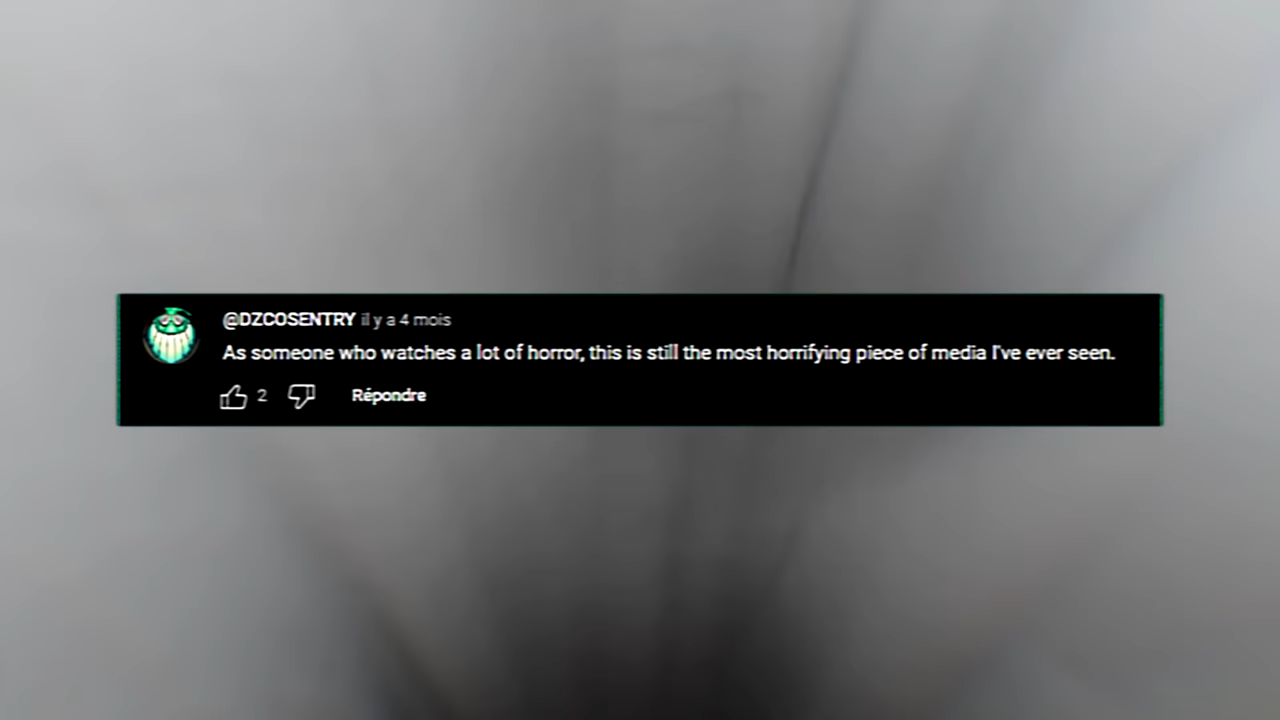 @DZCOSENTRY il y a 4 mois
As someone who watches a lot of horror, this is still the most horrifying piece of media I've ever seen.
2 Répondre